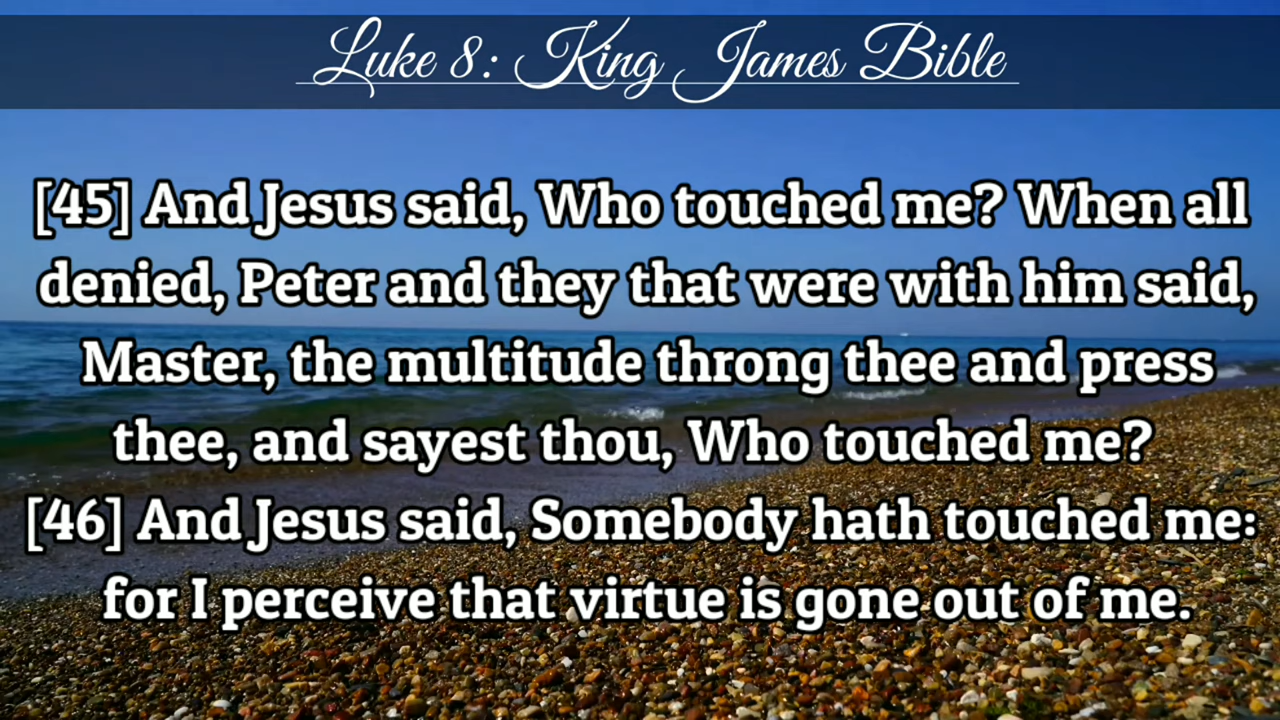 Luke 8: King James Bible
[45] And Jesus said, Who touched me? When all
denied, Peter and they that were with him said,
Master, the multitude throng thee and press
thee, and sayest thou, Who touched me?
[46] And Jesus said, Somebody hath touched me:
for I perceive that virtue is gone out of me.